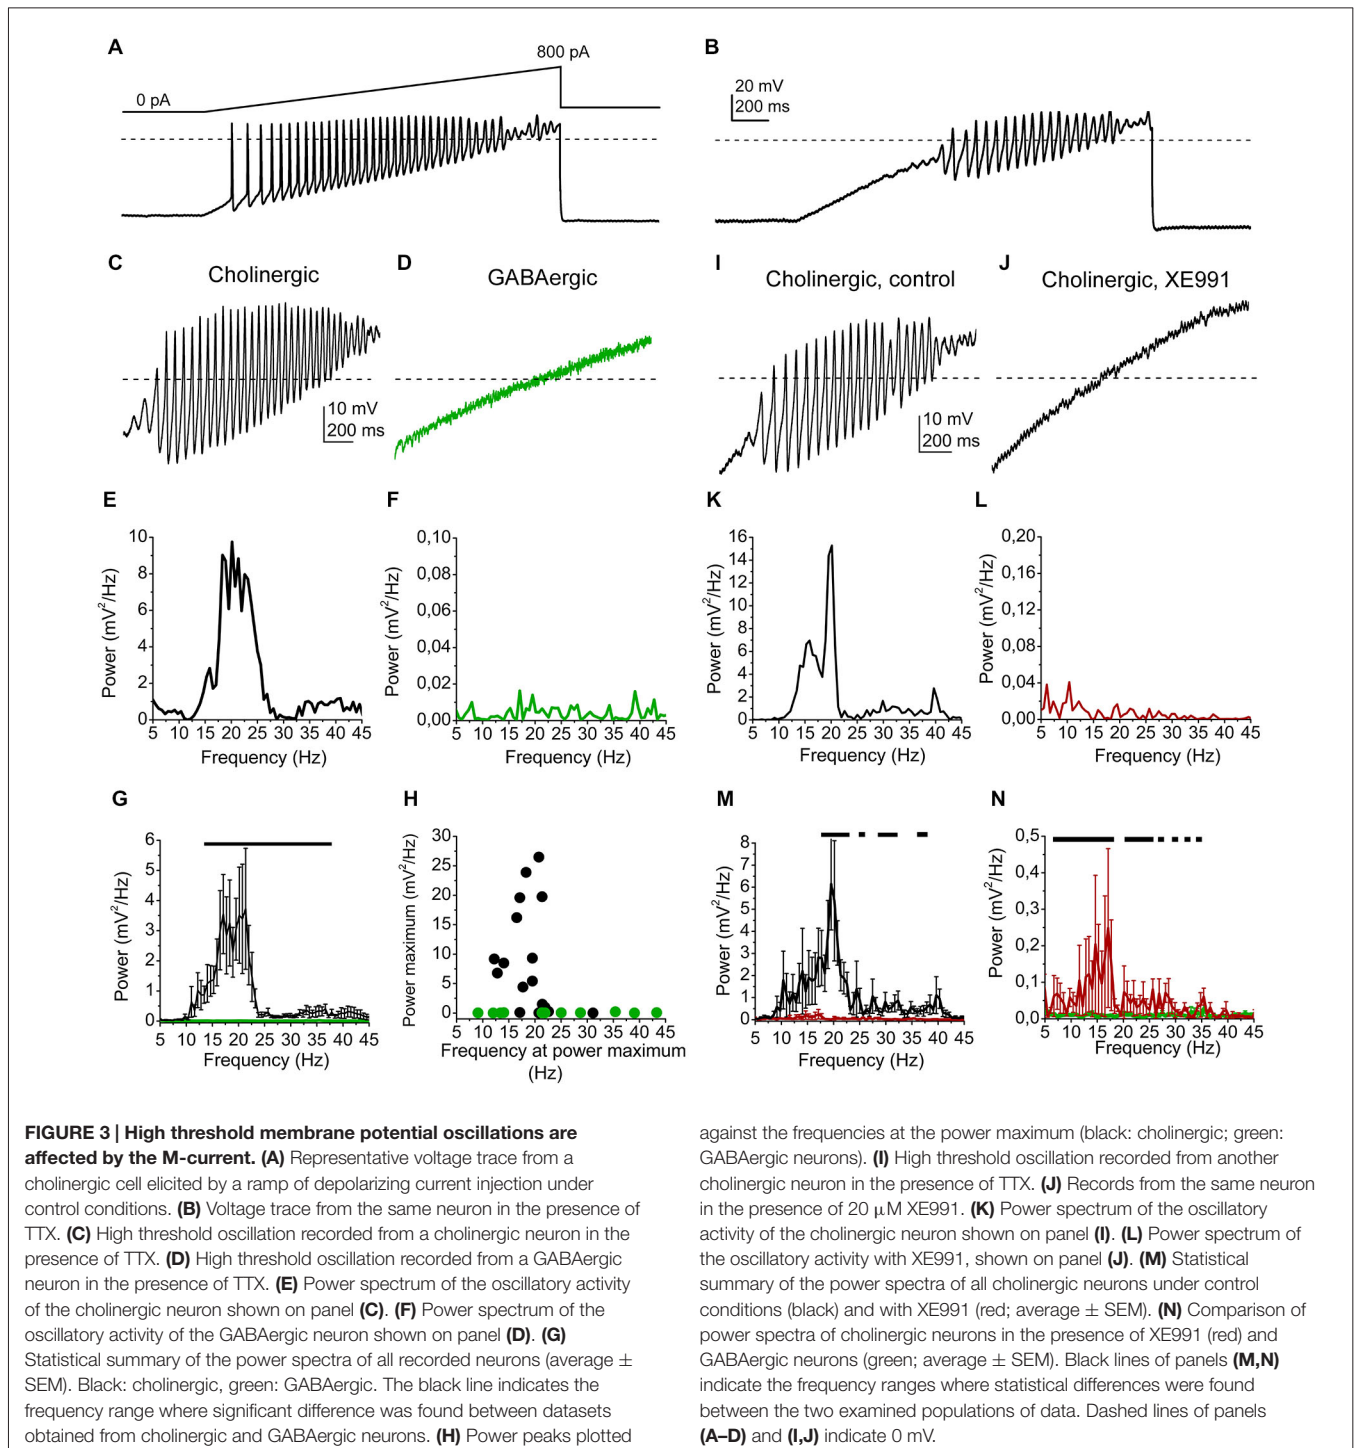 A
800 pA
0 pA
B
20 mV
200 ms
C
Cholinergic
10 mV
200 ms
D
GABAergic
I
Cholinergic, control
10 mV
200 ms
J
Cholinergic, XE991
E
Power (mV²/Hz)
10
8
6
4
2
0
5 10 15 20 25 30 35 40 45
Frequency (Hz)
F
Power (mV²/Hz)
0,10
0,08
0,06
0,04
0,02
0,00
5 10 15 20 25 30 35 40 45
Frequency (Hz)
K
Power (mV²/Hz)
16
14
12
10
8
6
4
2
0
5 10 15 20 25 30 35 40 45
Frequency (Hz)
L
Power (mV²/Hz)
0,20
0,16
0,12
0,08
0,04
0,00
5 10 15 20 25 30 35 40 45
Frequency (Hz)
G
Power (mV²/Hz)
6
5
4
3
2
1
0
5 10 15 20 25 30 35 40 45
Frequency (Hz)
H
Power maximum (mV²/Hz)
30
25
20
15
10
5
0
5 10 15 20 25 30 35 40 45
Frequency at power maximum
(Hz)
M
Power (mV²/Hz)
8
7
6
5
4
3
2
1
0
5 10 15 20 25 30 35 40 45
Frequency (Hz)
N
Power (mV²/Hz)
0,5
0,4
0,3
0,2
0,1
0,0
5 10 15 20 25 30 35 40 45
Frequency (Hz)
FIGURE 3 | High threshold membrane potential oscillations are
affected by the M-current. (A) Representative voltage trace from a
cholinergic cell elicited by a ramp of depolarizing current injection under
control conditions. (B) Voltage trace from the same neuron in the presence of
TTX. (C) High threshold oscillation recorded from a cholinergic neuron in the
presence of TTX. (D) High threshold oscillation recorded from a GABAergic
neuron in the presence of TTX. (E) Power spectrum of the oscillatory activity
of the cholinergic neuron shown on panel (C). (F) Power spectrum of the
oscillatory activity of the GABAergic neuron shown on panel (D). (G)
Statistical summary of the power spectra of all recorded neurons (average ±
SEM). Black: cholinergic, green: GABAergic. The black line indicates the
frequency range where significant difference was found between datasets
obtained from cholinergic and GABAergic neurons. (H) Power peaks plotted
against the frequencies at the power maximum (black: cholinergic; green:
GABAergic neurons). (I) High threshold oscillation recorded from another
cholinergic neuron in the presence of TTX. (J) Records from the same neuron
in the presence of 20 μM XE991. (K) Power spectrum of the oscillatory
activity of the cholinergic neuron shown on panel (I). (L) Power spectrum of
the oscillatory activity with XE991, shown on panel (J). (M) Statistical
summary of the power spectra of all cholinergic neurons under control
conditions (black) and with XE991 (red; average ± SEM). (N) Comparison of
power spectra of cholinergic neurons in the presence of XE991 (red) and
GABAergic neurons (green; average ± SEM). Black lines of panels (M,N)
indicate the frequency ranges where statistical differences were found
between the two examined populations of data. Dashed lines of panels
(A–D) and (I,J) indicate 0 mV.